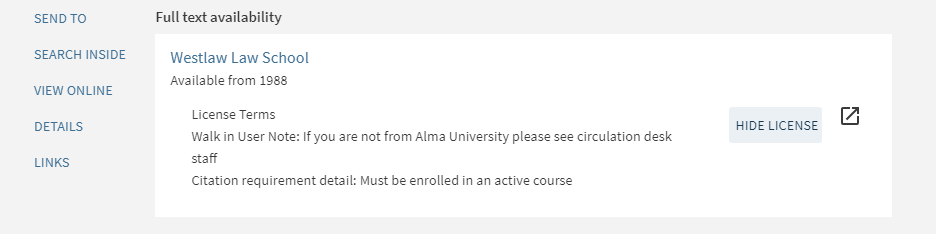 SEND TO
SEARCH INSIDE
VIEW ONLINE
DETAILS
LINKS
Full text availability
Westlaw Law School
Available from 1988
License Terms
Walk in User Note: If you are not from Alma University please see circulation desk
staff
Citation requirement detail: Must be enrolled in an active course
HIDE LICENSE